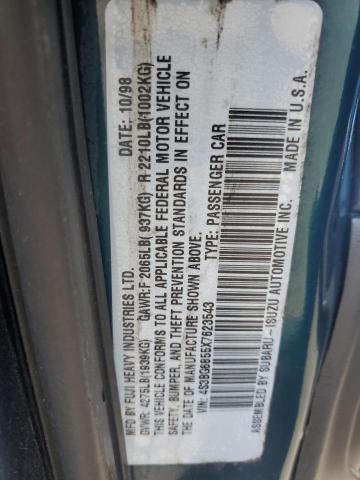 MFD BY FUJI HEAVY INDUSTRIES LTD. DATE: 10/98
GVWR: 4275LB(1939KG) GAWR:F 2065LB( 937KG) R 2210LB(1002KG)
THIS VEHICLE CONFORMS TO ALL APPLICABLE FEDERAL MOTOR VEHICLE
SAFETY, BUMPER, AND THEFT PREVENTION STANDARDS IN EFFECT ON
THE DATE OF MANUFACTURE SHOWN ABOVE.
VIN: 4S3BG6855X7623543 TYPE: PASSENGER CAR
ASSEMBLED BY SUBARU-ISUZU AUTOMOTIVE INC. MADE IN U.S.A.